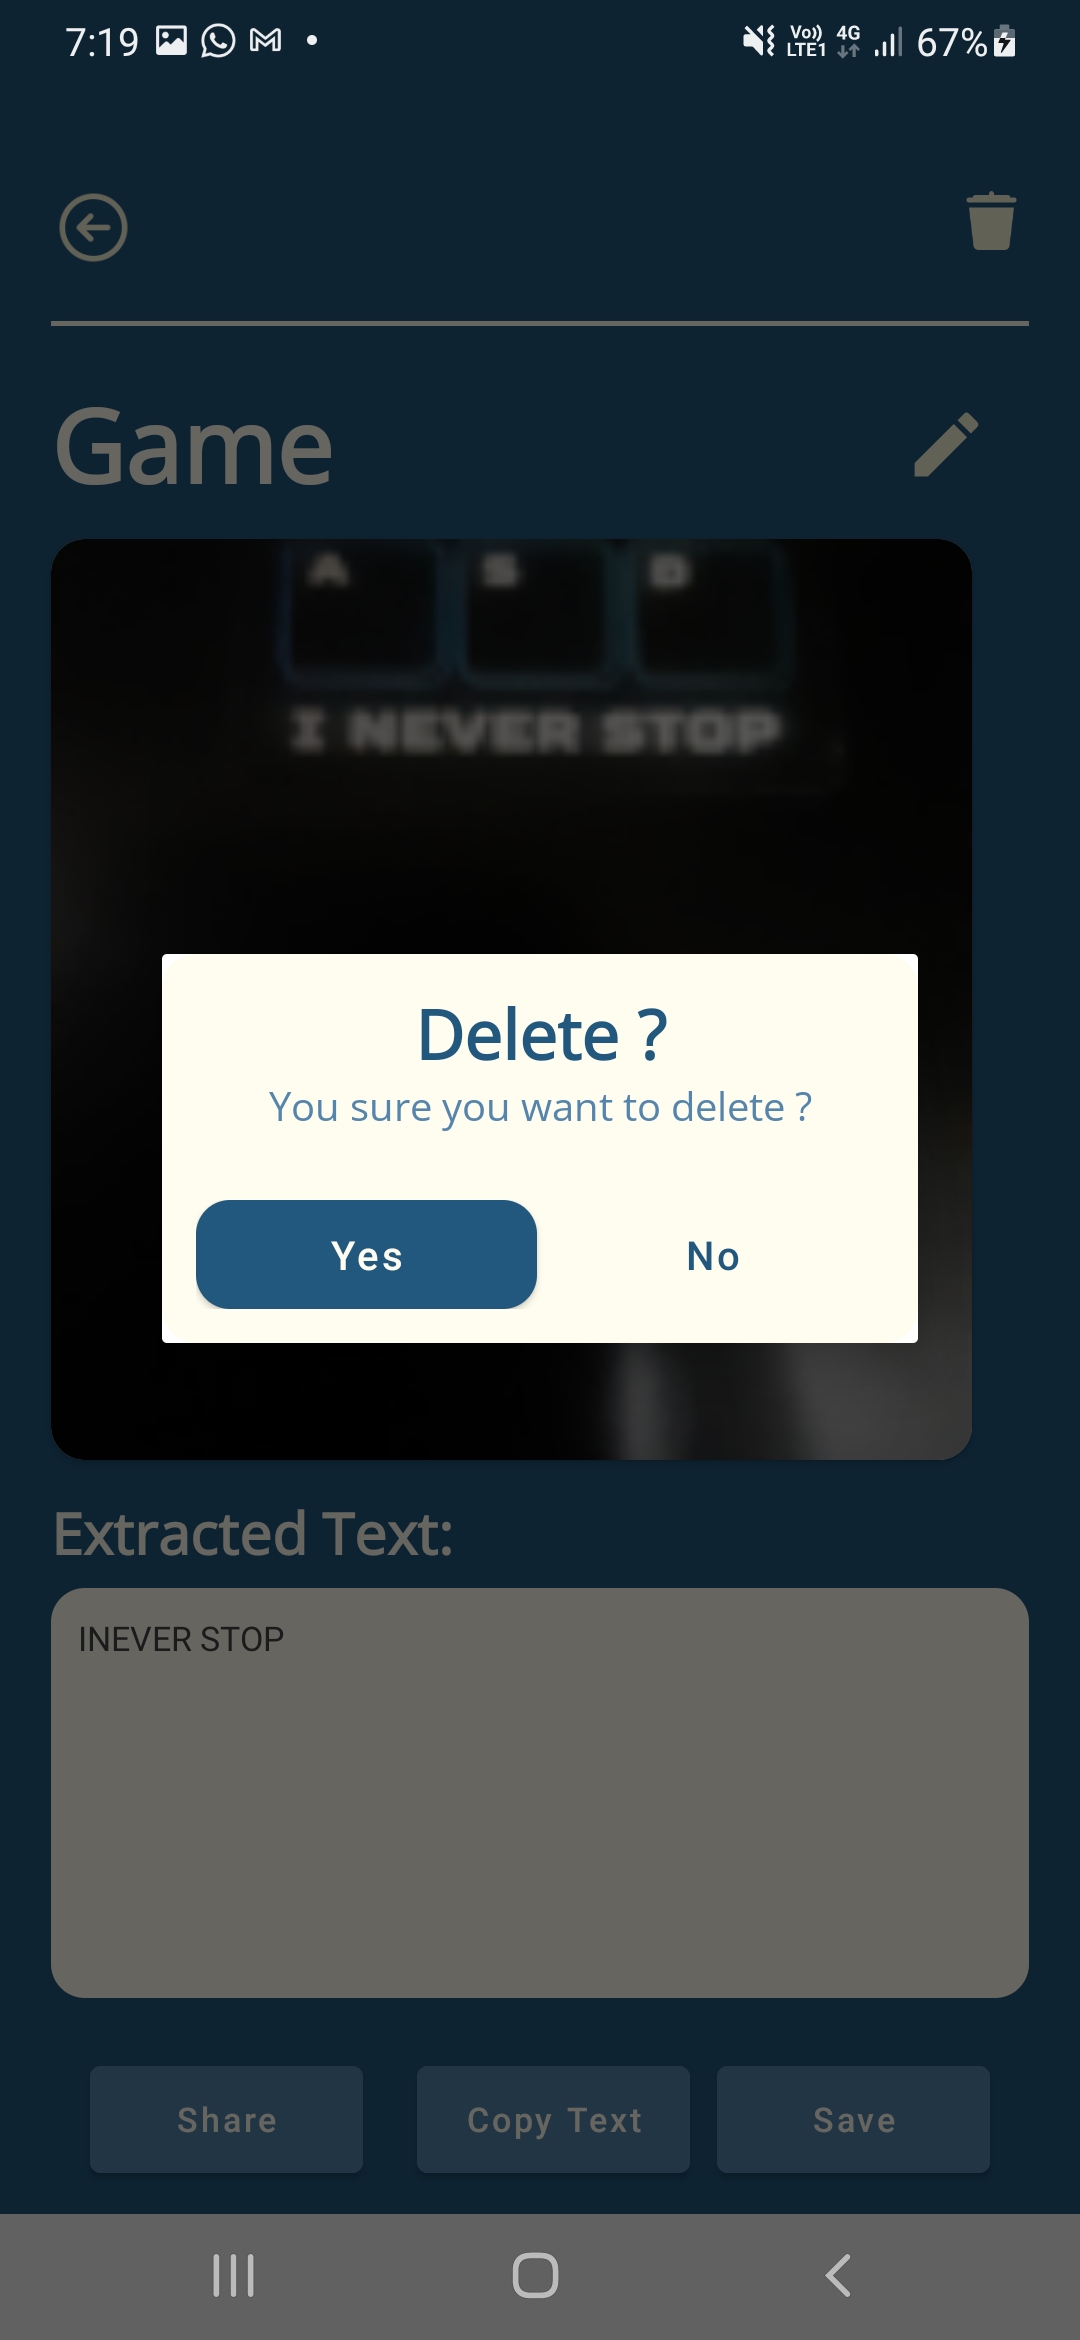 7:19
Vo)) LTE1 4G 67%
Game
A S D
I NEVER STOP
Delete ?
You sure you want to delete ?
Yes No
Extracted Text:
INEVER STOP
Share Copy Text Save